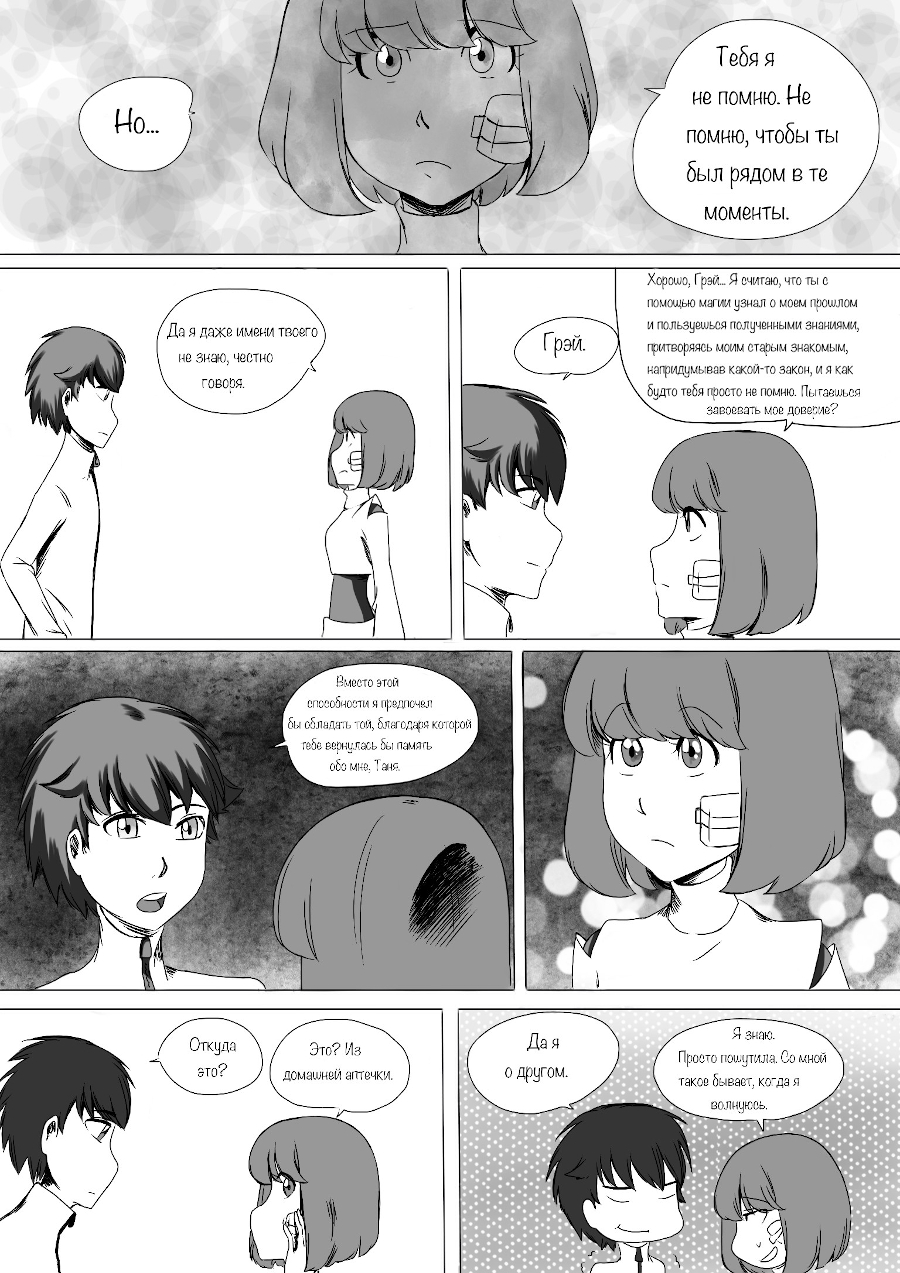 Но...
Тебя я
не помню. Не
помню, чтобы ты
был рядом в те
моменты.
Да я даже имени твоего
не знаю, честно
говоря.
Грэй.
Хорошо, Грэй... Я считаю, что ты с
помощью магии узнал о моем прошлом
и пользуешься полученными знаниями,
притворяясь моим старым знакомым,
напридумывав какой-то закон, и я как
будто тебя просто не помню. Пытаешься
завоевать мое доверие?
Вместо этой
способности я предпочел
бы обладать той, благодаря которой
тебе вернулась бы память
обо мне, Таня.
Откуда
это?
Это? Из
домашней аптечки.
Да я
о другом.
Я знаю.
Просто пошутила. Со мной
такое бывает, когда я
волнуюсь.